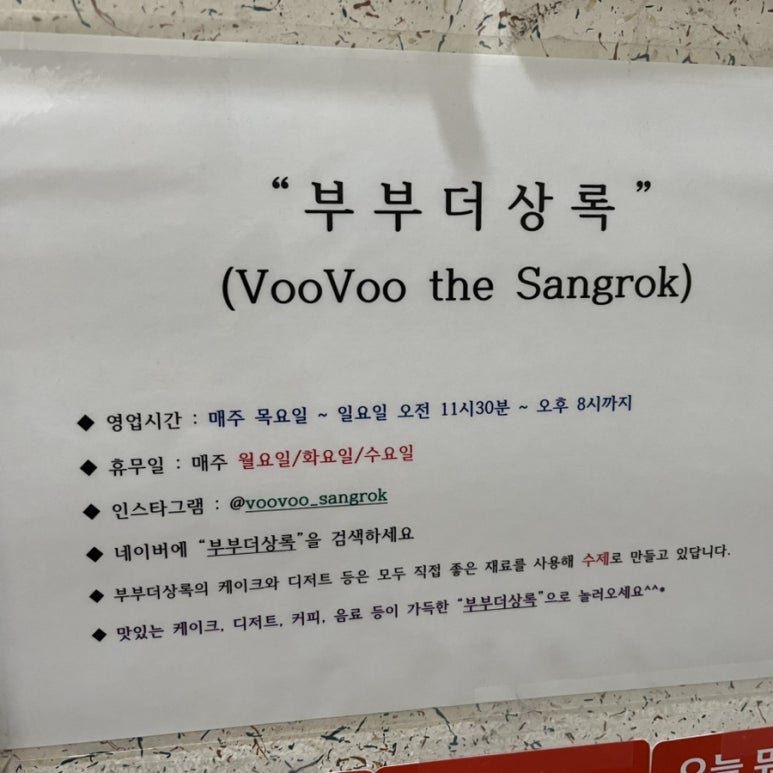 “부부더상록”
(VooVoo the Sangrok)
◆ 영업시간 : 매주 목요일 ~ 일요일 오전 11시30분 ~ 오후 8시까지
◆ 휴무일 : 매주 월요일/화요일/수요일
◆ 인스타그램 : @voovoo_sangrok
◆ 네이버에 “부부더상록”을 검색하세요
◆ 부부더상록의 케이크와 디저트 등은 모두 직접 좋은 재료를 사용해 수제로 만들고 있답니다.
◆ 맛있는 케이크, 디저트, 커피, 음료 등이 가득한 “부부더상록”으로 놀러오세요^^*
오늘